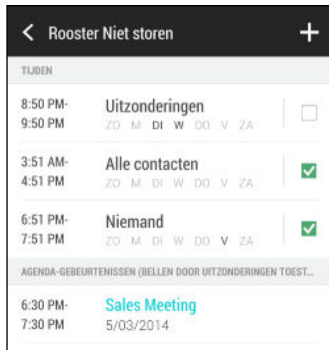 Rooster Niet storen
TIJDEN
8:50 PM-
9:50 PM
Uitzonderingen
ZO M DI W DO V ZA
3:51 AM-
4:51 PM
Alle contacten
ZO M DI W DO V ZA
6:51 PM-
7:51 PM
Niemand
ZO M DI W DO V ZA
AGENDA-GEBEURTENISSEN (BELLEN DOOR UITZONDERINGEN TOEST...
6:30 PM-
7:30 PM
Sales Meeting
5/03/2014